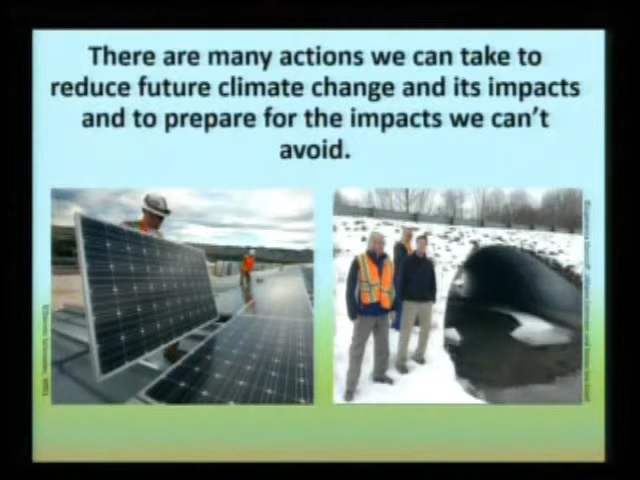 There are many actions we can take to
reduce future climate change and its impacts
and to prepare for the impacts we can't
avoid.